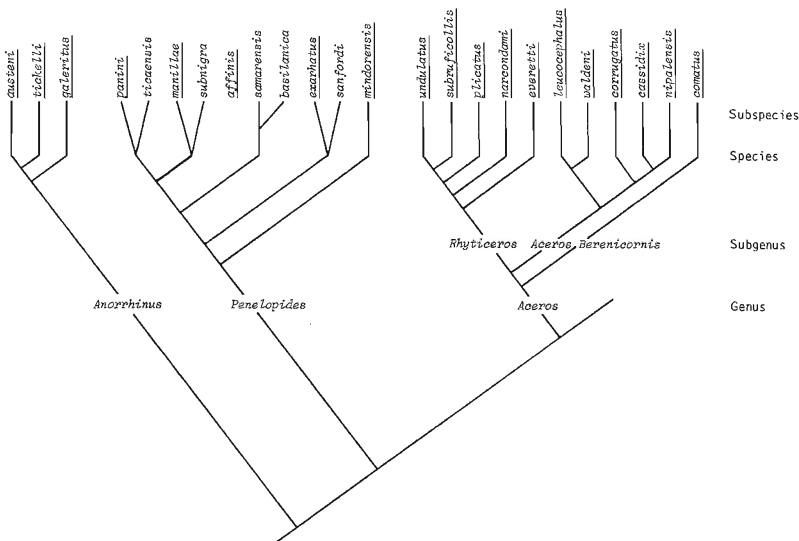 austeni
tickelli
galeritus
panini
ticaensis
manillae
subnigra
affinis
samarensis
basilanica
exarhatus
sanfordi
mindorensis
undulatus
subruficollis
plicatus
narcondami
everetti
leucocephalus
waldeni
corrugatus
cassidix
nipalensis
comatus
Subspecies
Species
Rhyticeros Aceros Berenicornis Subgenus
Anorrhinus Penelopides Aceros Genus